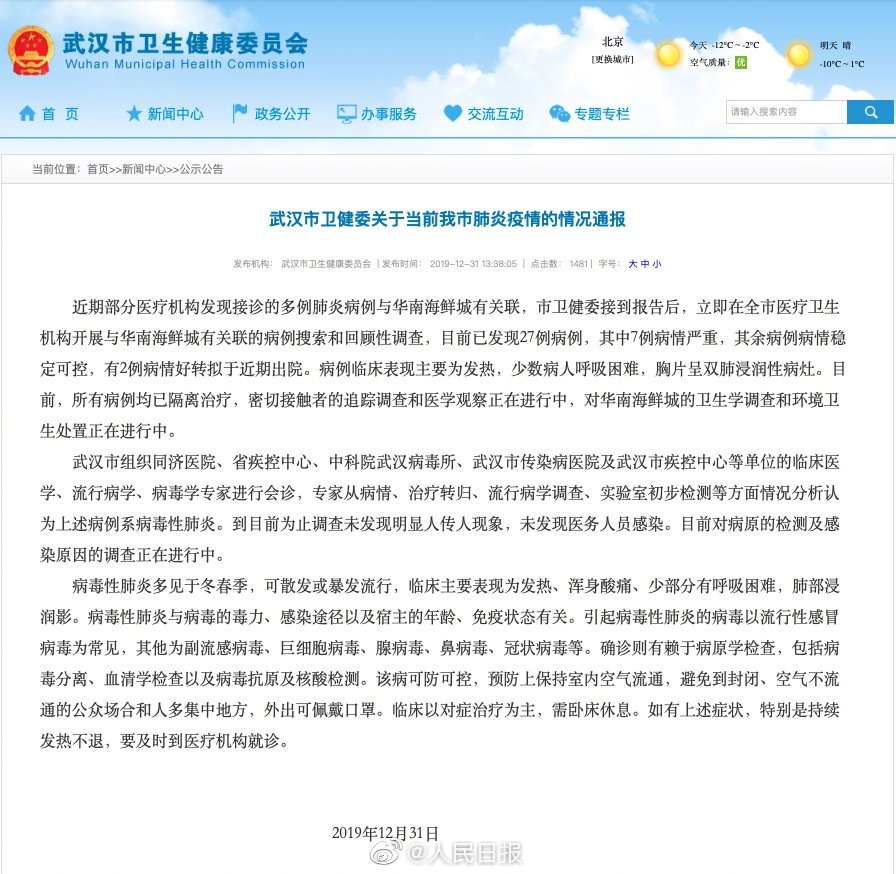 武汉市卫生健康委员会
Wuhan Municipal Health Commission
北京
[更换城市]
今天 -12℃~-2℃
空气质量: 优
明天 晴
-10℃~1℃
首 页
新闻中心
政务公开
办事服务
交流互动
专题专栏
请输入搜索内容
当前位置: 首页>>新闻中心>>公示公告
武汉市卫健委关于当前我市肺炎疫情的情况通报
发布机构: 武汉市卫生健康委员会 | 发布时间: 2019-12-31 13:38:05 | 点击数: 1481 | 字号: 大 中 小
近期部分医疗机构发现接诊的多例肺炎病例与华南海鲜城有关联，市卫健委接到报告后，立即在全市医疗卫生
机构开展与华南海鲜城有关联的病例搜索和回顾性调查，目前已发现27例病例，其中7例病情严重，其余病例病情稳
定可控，有2例病情好转拟于近期出院。病例临床表现主要为发热，少数病人呼吸困难，胸片呈双肺浸润性病灶。目
前，所有病例均已隔离治疗，密切接触者的追踪调查和医学观察正在进行中，对华南海鲜城的卫生学调查和环境卫
生处置正在进行中。
武汉市组织同济医院、省疾控中心、中科院武汉病毒所、武汉市传染病医院及武汉市疾控中心等单位的临床医
学、流行病学、病毒学专家进行会诊，专家从病情、治疗转归、流行病学调查、实验室初步检测等方面情况分析认
为上述病例系病毒性肺炎。到目前为止调查未发现明显人传人现象，未发现医务人员感染。目前对病原的检测及感
染原因的调查正在进行中。
病毒性肺炎多见于冬春季，可散发或暴发流行，临床主要表现为发热、浑身酸痛、少部分有呼吸困难，肺部浸
润影。病毒性肺炎与病毒的毒力、感染途径以及宿主的年龄、免疫状态有关。引起病毒性肺炎的病毒以流行性感冒
病毒为常见，其他为副流感病毒、巨细胞病毒、腺病毒、鼻病毒、冠状病毒等。确诊则有赖于病原学检查，包括病
毒分离、血清学检查以及病毒抗原及核酸检测。该病可防可控，预防上保持室内空气流通，避免到封闭、空气不流
通的公众场合和人多集中地方，外出可佩戴口罩。临床以对症治疗为主，需卧床休息。如有上述症状，特别是持续
发热不退，要及时到医疗机构就诊。
2019年12月31日
@人民日报